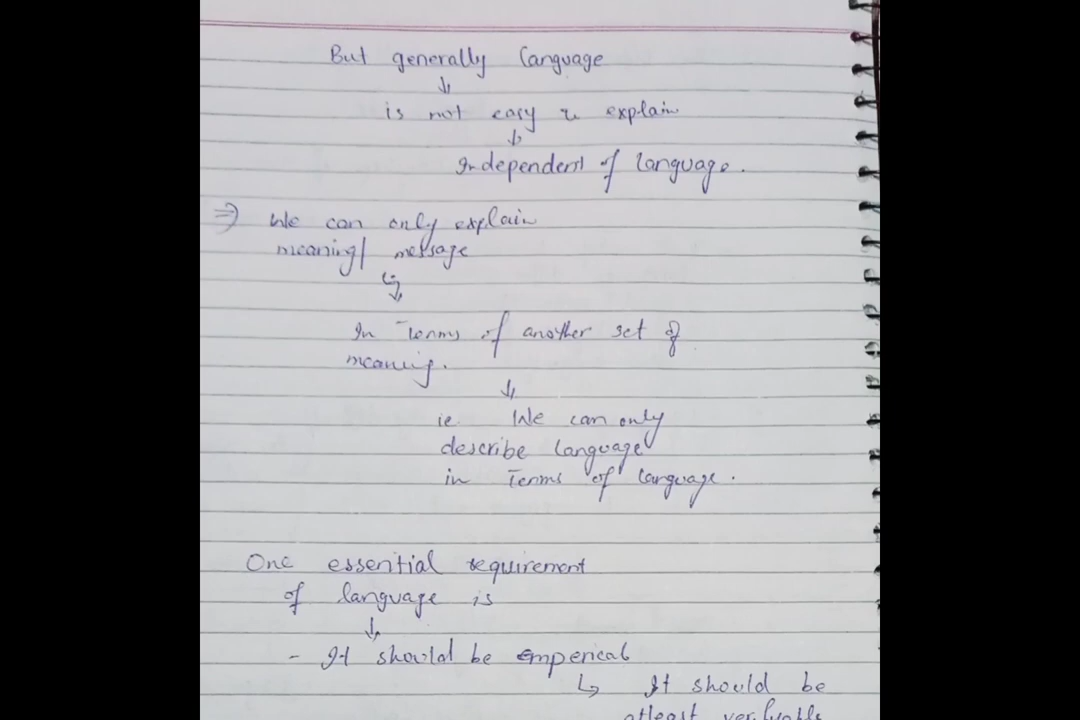 But generally language
↓
is not easy to explain
↓
Independent of language.
⇒ We can only explain
meaning/ message
↓
In Terms of another set of
meaning.
↓
ie. We can only
describe language
in Terms of language.
One essential requirement
of language is
↓
- It should be emperical
↳ It should be
atleast verifyable